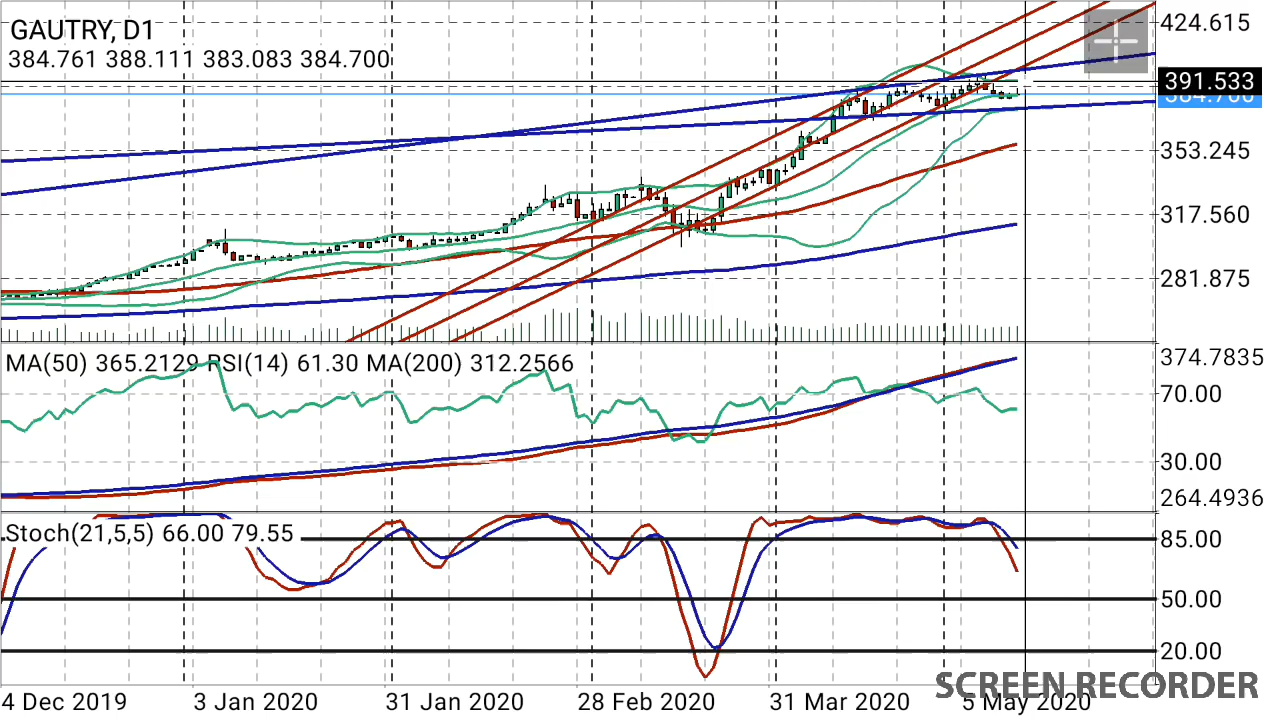 GAUTRY, D1
384.761 388.111 383.083 384.700
424.615
391.533
384.700
353.245
317.560
281.875
MA(50) 365.2129 RSI(14) 61.30 MA(200) 312.2566
374.7835
70.00
30.00
264.4936
Stoch(21,5,5) 66.00 79.55
85.00
50.00
20.00
4 Dec 2019 3 Jan 2020 31 Jan 2020 28 Feb 2020 31 Mar 2020 5 May 2020
SCREEN RECORDER